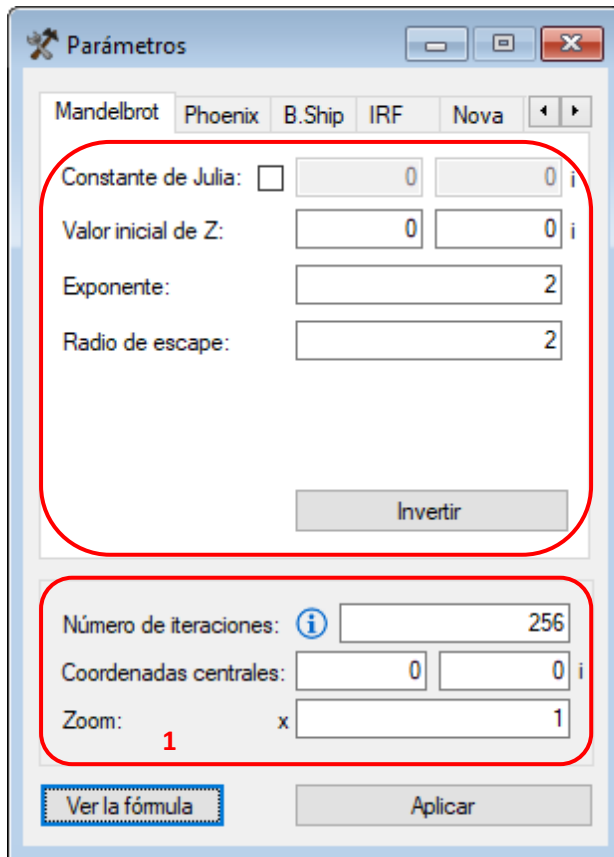 Parámetros
Mandelbrot Phoenix B.Ship IRF Nova
Constante de Julia: 0 0 i
Valor inicial de Z: 0 0 i
Exponente: 2
Radio de escape: 2
Invertir
Número de iteraciones: i 256
Coordenadas centrales: 0 0 i
Zoom: x 1
1
Ver la fórmula Aplicar